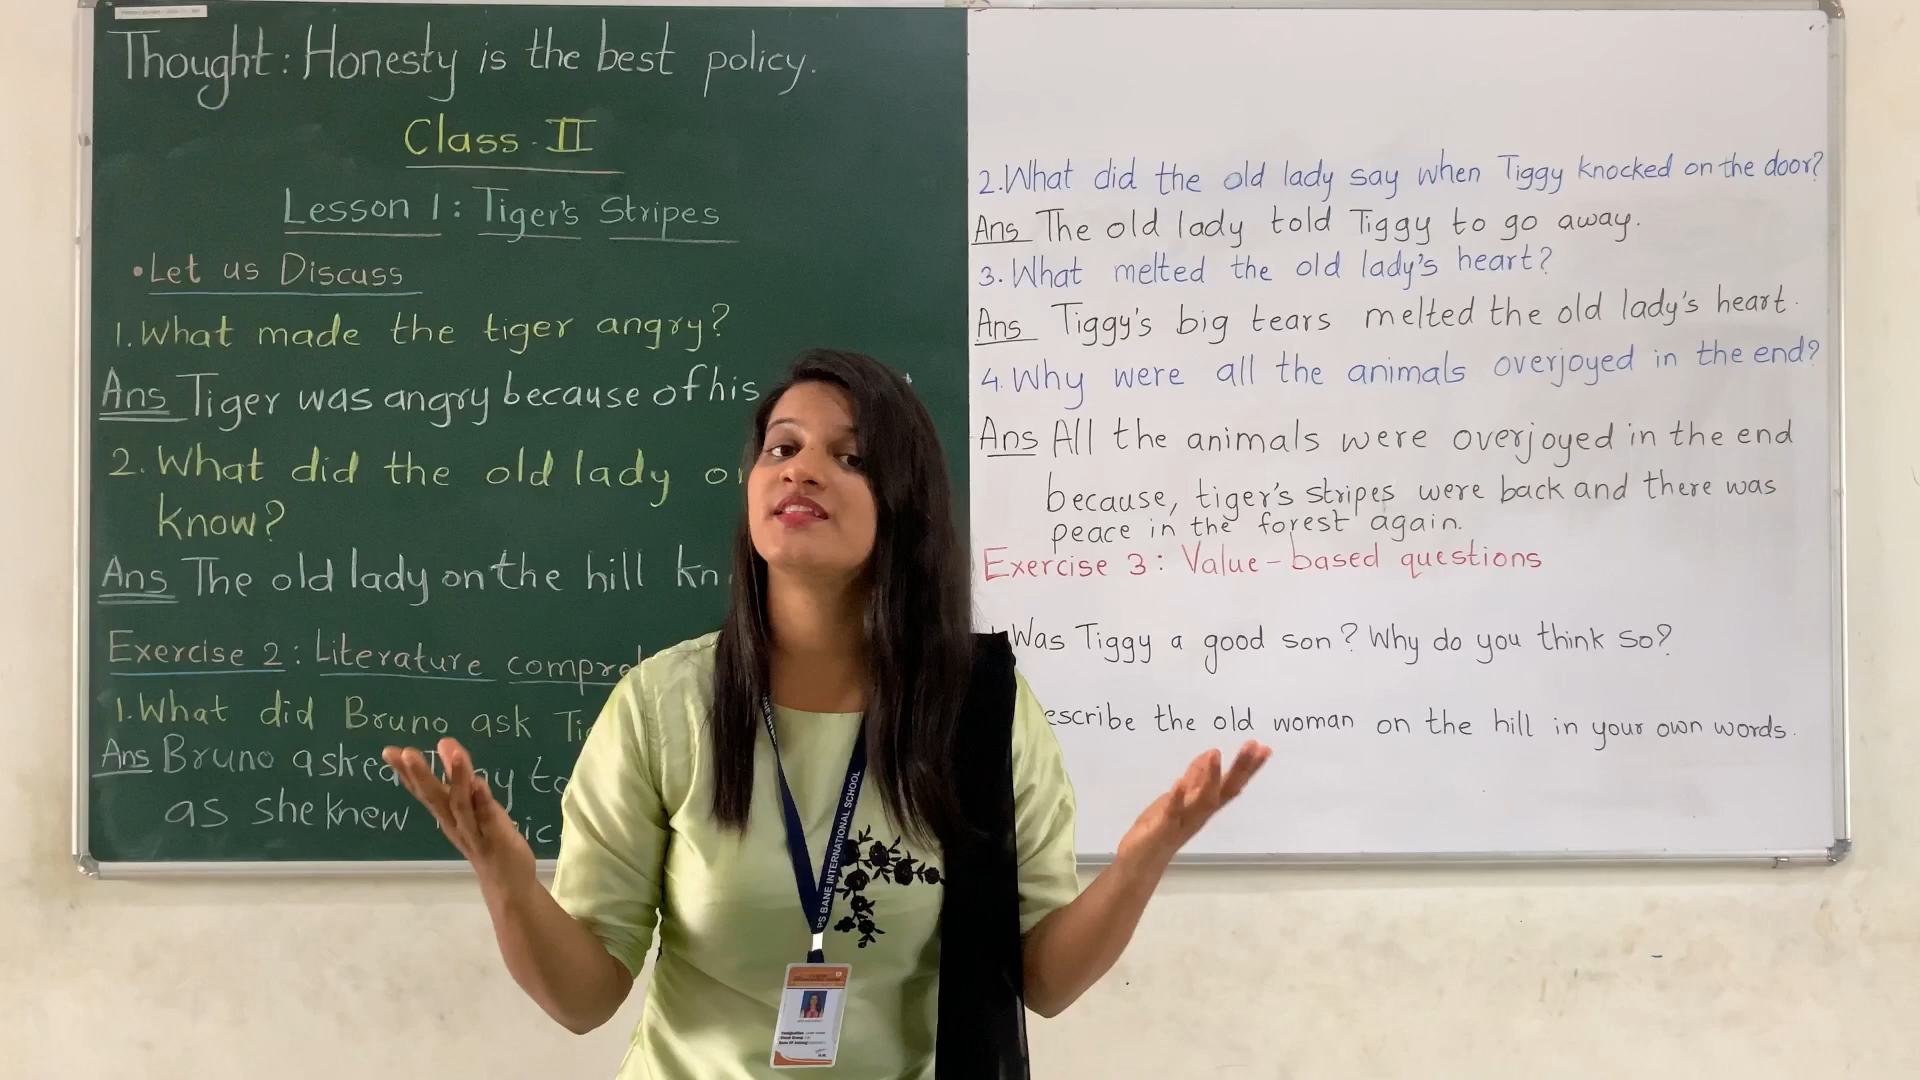 Thought: Honesty is the best policy.
Class - II
Lesson 1: Tiger's Stripes
• Let us Discuss
1. What made the tiger angry?
Ans Tiger was angry because of his
2. What did the old lady
know?
Ans The old lady on the hill
Exercise 2: Literature
1. What did Bruno ask
Ans Bruno asked to
as she knew
2. What did the old lady say when Tiggy knocked on the door?
Ans The old lady told Tiggy to go away.
3. What melted the old lady's heart?
Ans Tiggy's big tears melted the old lady's heart.
4. Why were all the animals overjoyed in the end?
Ans All the animals were overjoyed in the end
because, tiger's stripes were back and there was
peace in the forest again.
Exercise 3: Value-based questions
Was Tiggy a good son? Why do you think so?
escribe the old woman on the hill in your own words.
PS BANE INTERNATIONAL SCHOOL